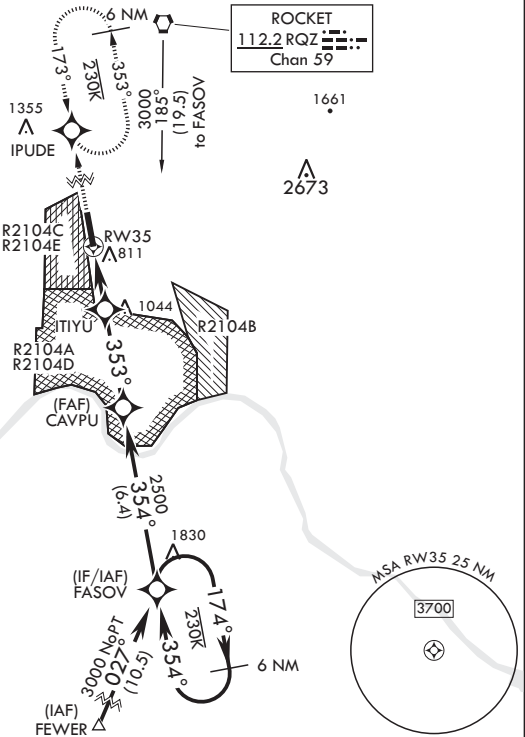 6 NM
ROCKET
112.2 RQZ
Chan 59
173°
230K
353°
3000
185°
(19.5)
to FASOV
1355
IPUDE
1661
2673
R2104C
R2104E
RW35
811
ITIYU
1044
R2104B
R2104A
R2104D
353°
(FAF)
CAVPU
2500
354°
(6.4)
1830
(IF/IAF)
FASOV
174°
230K
354°
6 NM
3000 NoPT
027°
(10.5)
(IAF)
FEWER
MSA RW35 25 NM
3700